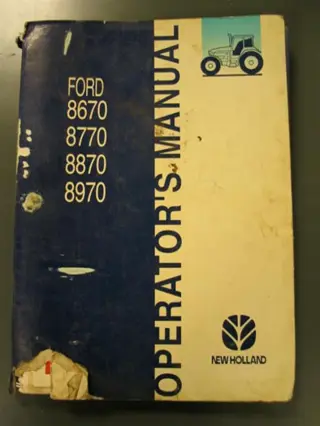 FORD
8670
8770
8870
8970
OPERATOR'S MANUAL
NEW HOLLAND